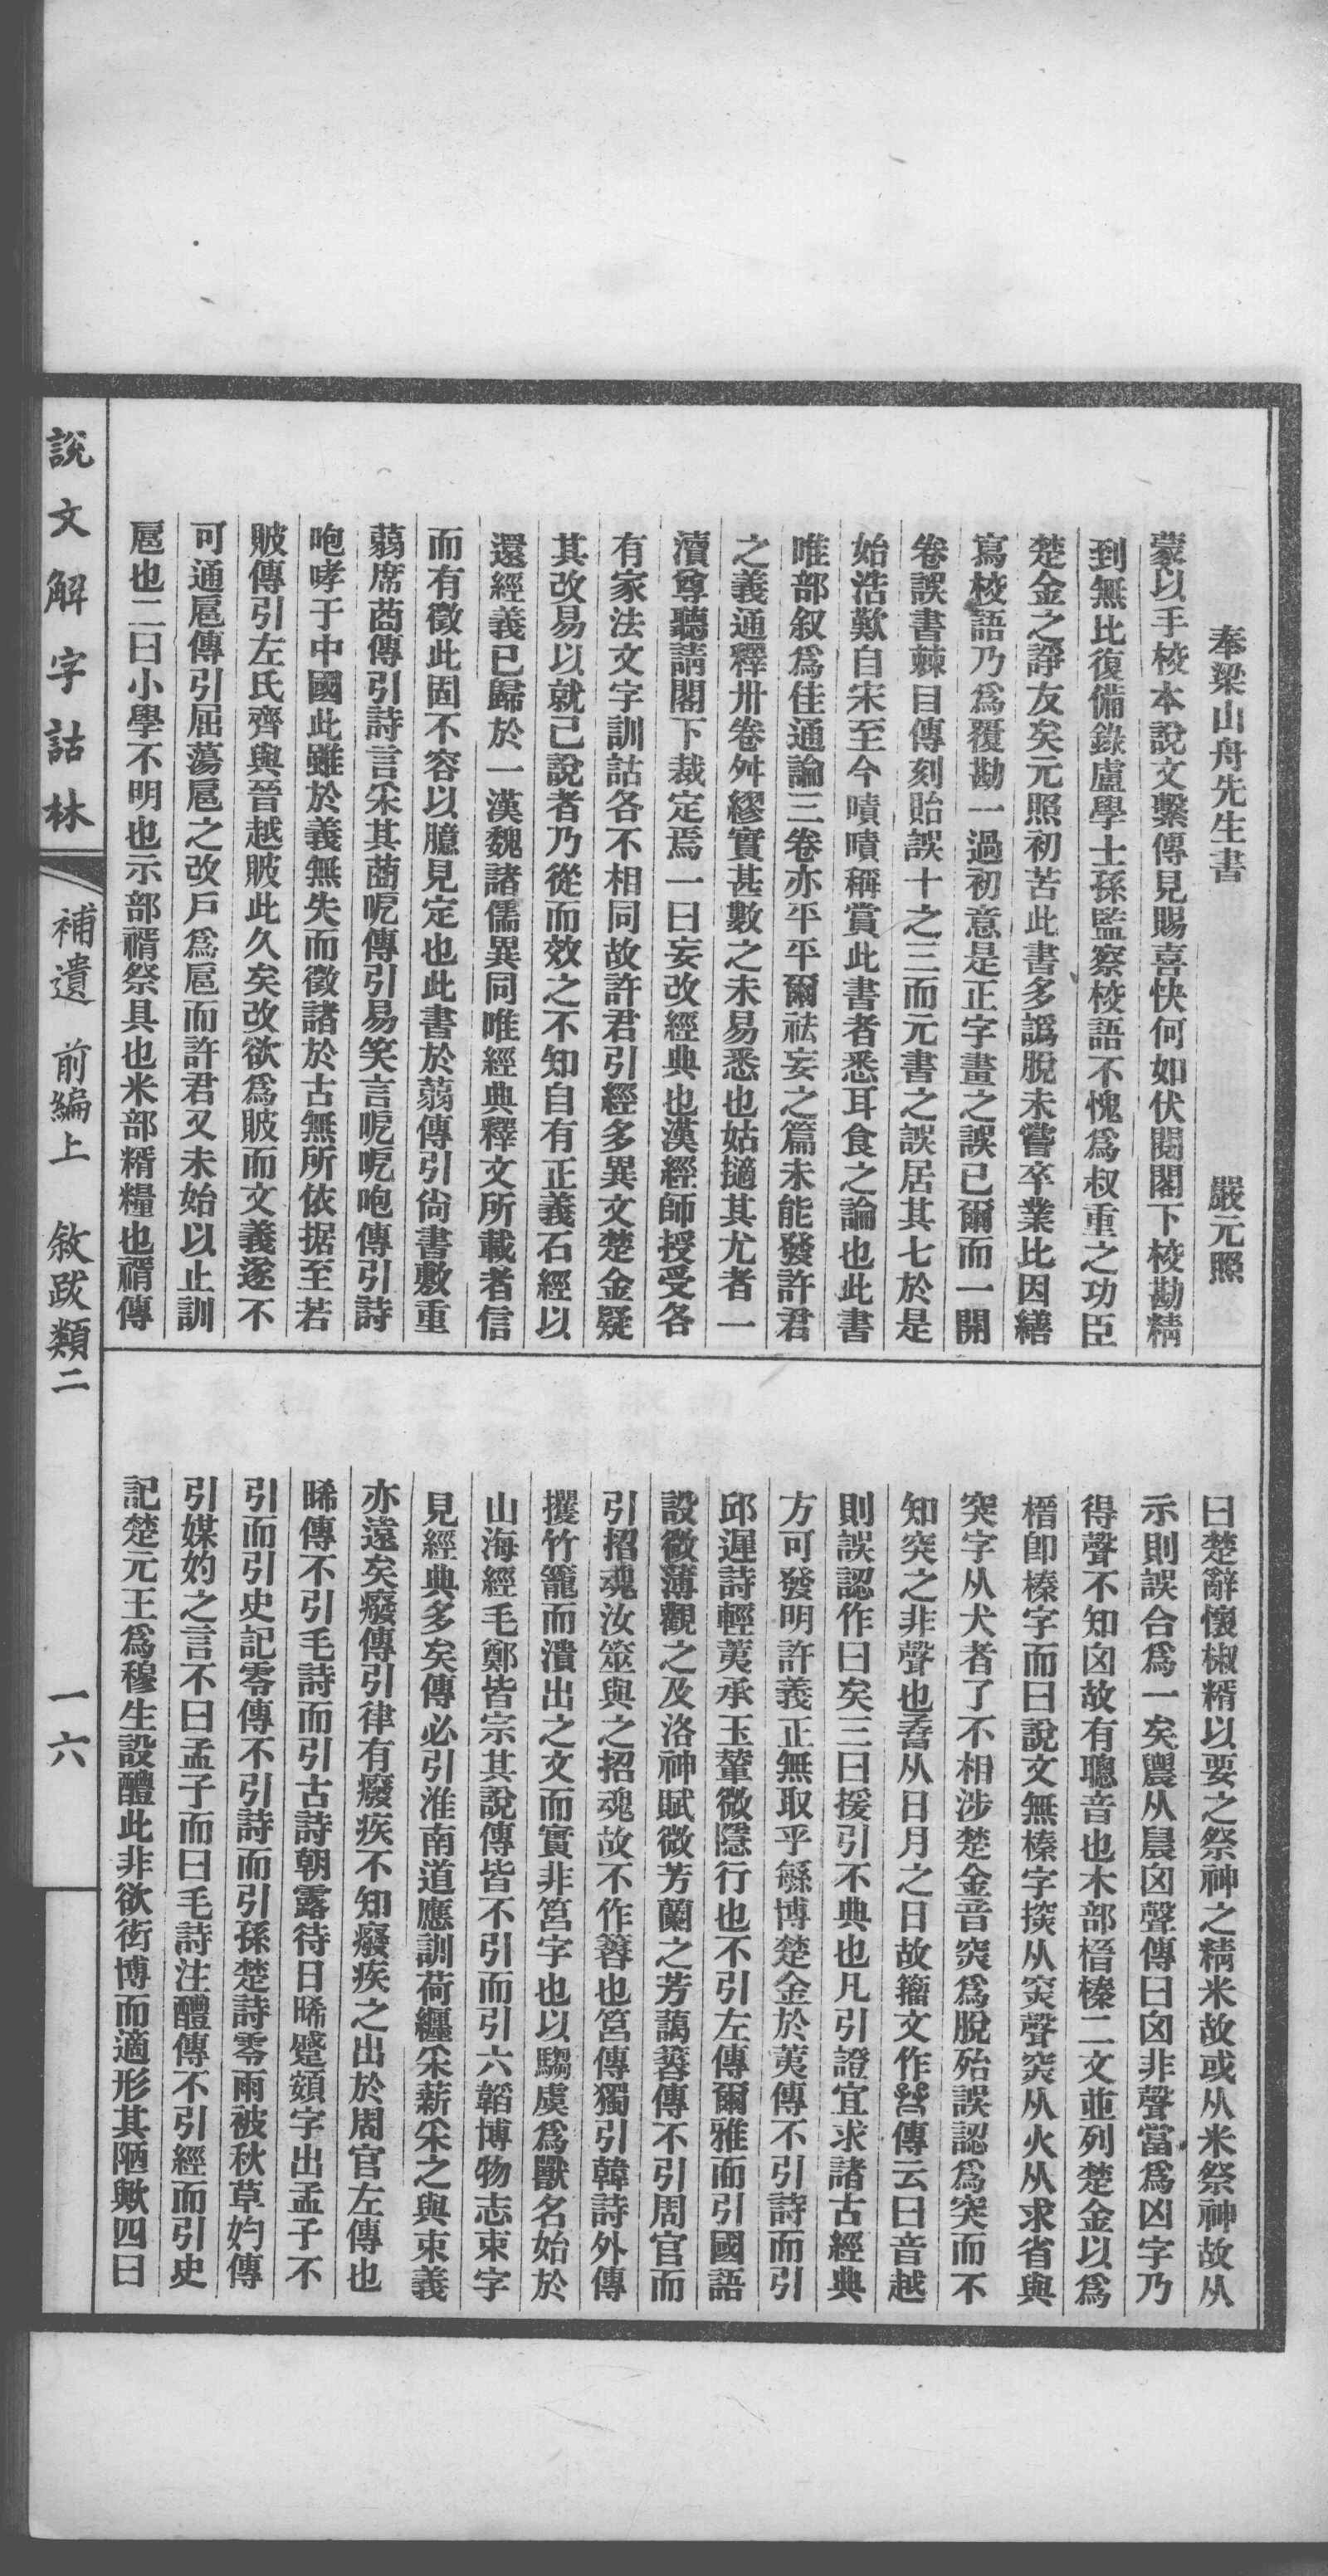 奉梁山舟先生書　嚴元照
蒙以手校本說文繫傳見賜喜快何如伏閱閣下校勘精
到無比復備錄盧學士孫監察校語不愧爲叔重之功臣
楚金之諍友矣元照初苦此書多譌脫未嘗卒業比因繕
寫校語乃爲覆勘一過初意是正字畫之誤已爾而一開
卷誤書棘目傳刻貽誤十之三而元書之誤居其七於是
始浩歎自宋至今嘖嘖稱賞此書者悉耳食之論也此書
唯部叙爲佳通論三卷亦平平爾祛妄之篇未能發許君
之義通釋卅卷舛繆實甚數之未易悉也姑擿其尤者一
瀆尊聽請閣下裁定焉一曰妄改經典也漢經師授受各
有家法文字訓詁各不相同故許君引經多異文楚金疑
其改易以就己說者乃從而效之不知自有正義石經以
還經義已歸於一漢魏諸儒異同唯經典釋文所載者信
而有徵此固不容以臆見定也此書於蒻傳引尙書敷重
蒻席菡傳引詩言采其菡呝傳引易笑言呝呝咆傳引詩
咆哮于中國此雖於義無失而徵諸於古無所依据至若
賊傳引左氏齊與晉越貱此久矣改欲爲貱而文義遂不
可通扈傳引屈蕩扈之改戶爲扈而許君又未始以止訓
扈也二曰小學不明也示部禬祭具也米部糈糧也禬傳
曰楚辭懷椒糈以要之祭神之精米故或从米祭神故从
示則誤合爲一矣農从晨囟聲傳曰囟非聲當爲凶字乃
得聲不知囟故有聰音也木部榗榛二文並列楚金以爲
榗卽榛字而曰說文無榛字揬从突聲突从火从求省與
突字从犬者了不相涉楚金音突爲脫殆誤認爲突而不
知突之非聲也䎽从日月之日故籀文作傳云曰音越
則誤認作曰矣三曰援引不典也凡引證宜求諸古經典
方可發明許義正無取乎緐博楚金於荑傳不引詩而引
邱遲詩輕荑承玉輦微隱行也不引左傳爾雅而引國語
設微薄觀之及洛神賦微芳蘭之芳藹簭傳不引周官而
引招魂汝筮與之招魂故不作簭也筥傳獨引韓詩外傳
攫竹籠而潰出之文而實非筥字也以騶虞爲獸名始於
山海經毛鄭皆宗其說傳皆不引而引六韜博物志束字
見經典多矣傳必引淮南道應訓荷纆采薪采之與束義
亦遠矣癈傳引律有癈疾不知癈疾之出於周官左傳也
晞傳不引毛詩而引古詩朝露待日晞蹙頞字出孟子不
引而引史記零傳不引詩而引孫楚詩零雨被秋草妁傳
引媒妁之言不曰孟子而曰毛詩注醴傳不引經而引史
記楚元王爲穆生設醴此非欲衒博而適形其陋歟四曰
說文解字詁林
補遺　前編上　敘跋類二
一六